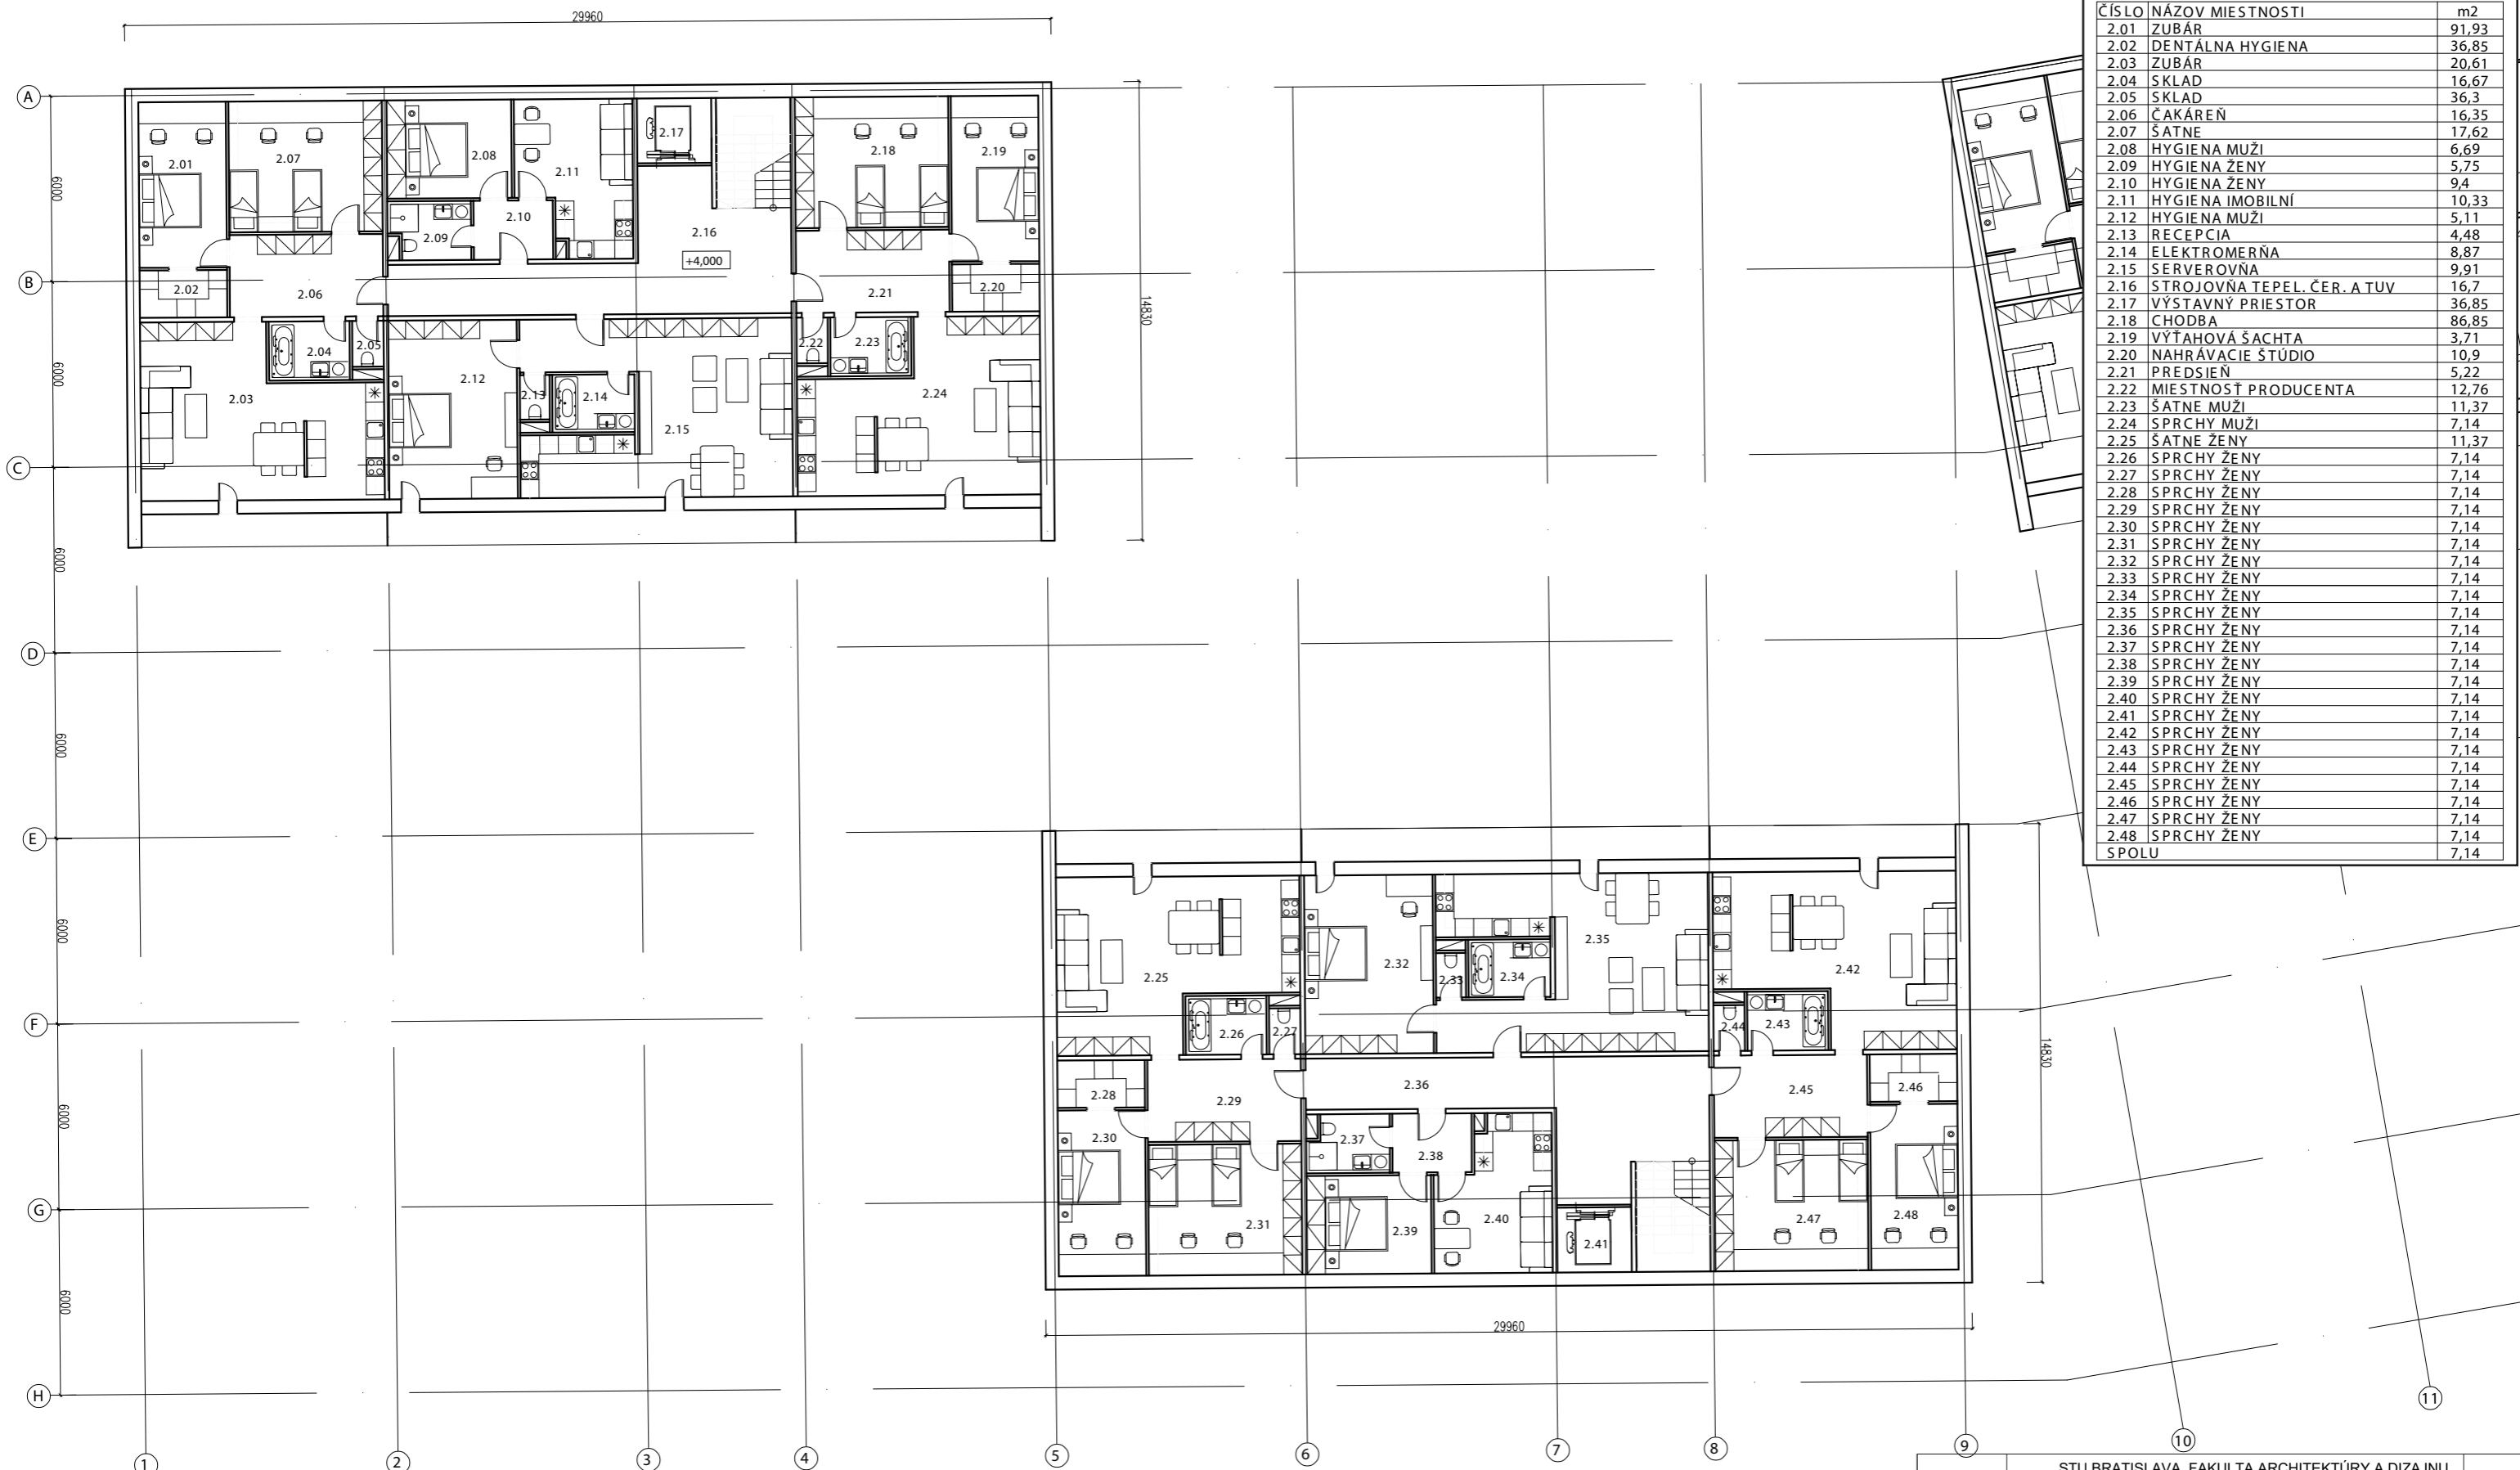 29960
A
B
C
D
E
F
G
H
6000
6000
6000
6000
6000
6000
6000
14830
2.01
2.07
2.08
2.11
2.17
2.18
2.19
2.10
2.09
2.16
+4,000
2.02
2.06
2.21
2.20
2.04
2.05
2.22
2.23
2.03
2.12
2.13
2.14
2.15
2.24
2.25
2.32
2.33
2.34
2.35
2.42
2.26
2.27
2.44
2.43
2.28
2.29
2.36
2.45
2.46
2.30
2.37
2.38
2.31
2.39
2.40
2.41
2.47
2.48
14830
29960
1
2
3
4
5
6
7
8
9
10
11
ČÍSLO NÁZOV MIESTNOSTI m2
2.01 ZUBÁR 91,93
2.02 DENTÁLNA HYGIENA 36,85
2.03 ZUBÁR 20,61
2.04 SKLAD 16,67
2.05 SKLAD 36,3
2.06 ČAKÁREŇ 16,35
2.07 ŠATNE 17,62
2.08 HYGIENA MUŽI 6,69
2.09 HYGIENA ŽENY 5,75
2.10 HYGIENA ŽENY 9,4
2.11 HYGIENA IMOBILNÍ 10,33
2.12 HYGIENA MUŽI 5,11
2.13 RECEPCIA 4,48
2.14 ELEKTROMERŇA 8,87
2.15 SERVEROVŇA 9,91
2.16 STROJOVŇA TEPEL. ČER. A TUV 16,7
2.17 VÝSTAVNÝ PRIESTOR 36,85
2.18 CHODBA 86,85
2.19 VÝŤAHOVÁ ŠACHTA 3,71
2.20 NAHRÁVACIE ŠTÚDIO 10,9
2.21 PREDSIEŇ 5,22
2.22 MIESTNOSŤ PRODUCENTA 12,76
2.23 ŠATNE MUŽI 11,37
2.24 SPRCHY MUŽI 7,14
2.25 ŠATNE ŽENY 11,37
2.26 SPRCHY ŽENY 7,14
2.27 SPRCHY ŽENY 7,14
2.28 SPRCHY ŽENY 7,14
2.29 SPRCHY ŽENY 7,14
2.30 SPRCHY ŽENY 7,14
2.31 SPRCHY ŽENY 7,14
2.32 SPRCHY ŽENY 7,14
2.33 SPRCHY ŽENY 7,14
2.34 SPRCHY ŽENY 7,14
2.35 SPRCHY ŽENY 7,14
2.36 SPRCHY ŽENY 7,14
2.37 SPRCHY ŽENY 7,14
2.38 SPRCHY ŽENY 7,14
2.39 SPRCHY ŽENY 7,14
2.40 SPRCHY ŽENY 7,14
2.41 SPRCHY ŽENY 7,14
2.42 SPRCHY ŽENY 7,14
2.43 SPRCHY ŽENY 7,14
2.44 SPRCHY ŽENY 7,14
2.45 SPRCHY ŽENY 7,14
2.46 SPRCHY ŽENY 7,14
2.47 SPRCHY ŽENY 7,14
2.48 SPRCHY ŽENY 7,14
SPOLU 7,14
STU BRATISLAVA, FAKULTA ARCHITEKTÚRY A DIZAJNU